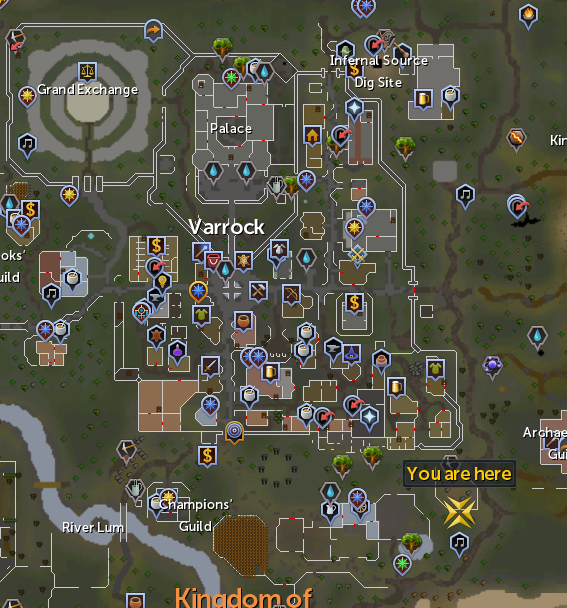 Infernal Source
Dig Site
Grand Exchange
Palace
Kin
Varrock
oks'
uild
Archae
Gui
You are here
Champions'
Guild
River Lum
Kingdom of